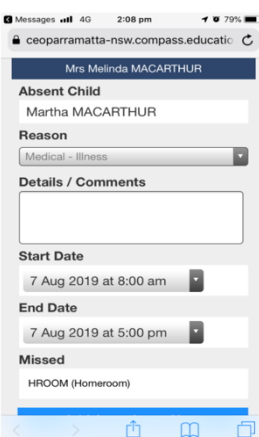 Messages 4G 2:08 pm 79%
ceoparramatta-nsw.compass.educatio
Mrs Melinda MACARTHUR
Absent Child
Martha MACARTHUR
Reason
Medical - Illness
Details / Comments
Start Date
7 Aug 2019 at 8:00 am
End Date
7 Aug 2019 at 5:00 pm
Missed
HROOM (Homeroom)